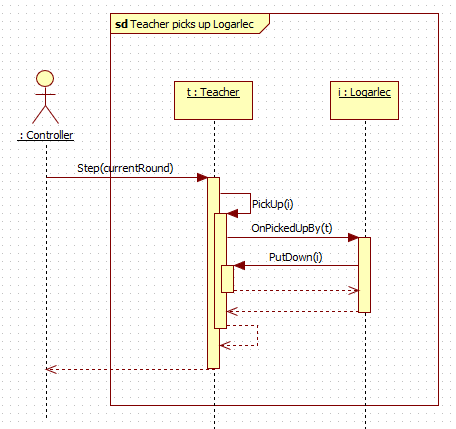 sd Teacher picks up Logarlec
t : Teacher
i : Logarlec
: Controller
Step(currentRound)
PickUp(i)
OnPickedUpBy(t)
PutDown(i)